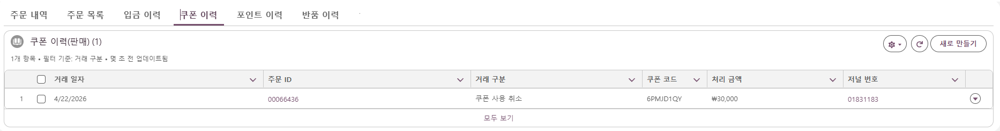 주문 내역 주문 목록 입금 이력 쿠폰 이력 포인트 이력 반품 이력
쿠폰 이력(판매) (1)
새로 만들기
1개 항목 • 필터 기준: 거래 구분 • 몇 초 전 업데이트됨
거래 일자 주문 ID 거래 구분 쿠폰 코드 처리 금액 저널 번호
1 4/22/2026 00066436 쿠폰 사용 취소 6PMJD1QY ₩30,000 01831183
모두 보기